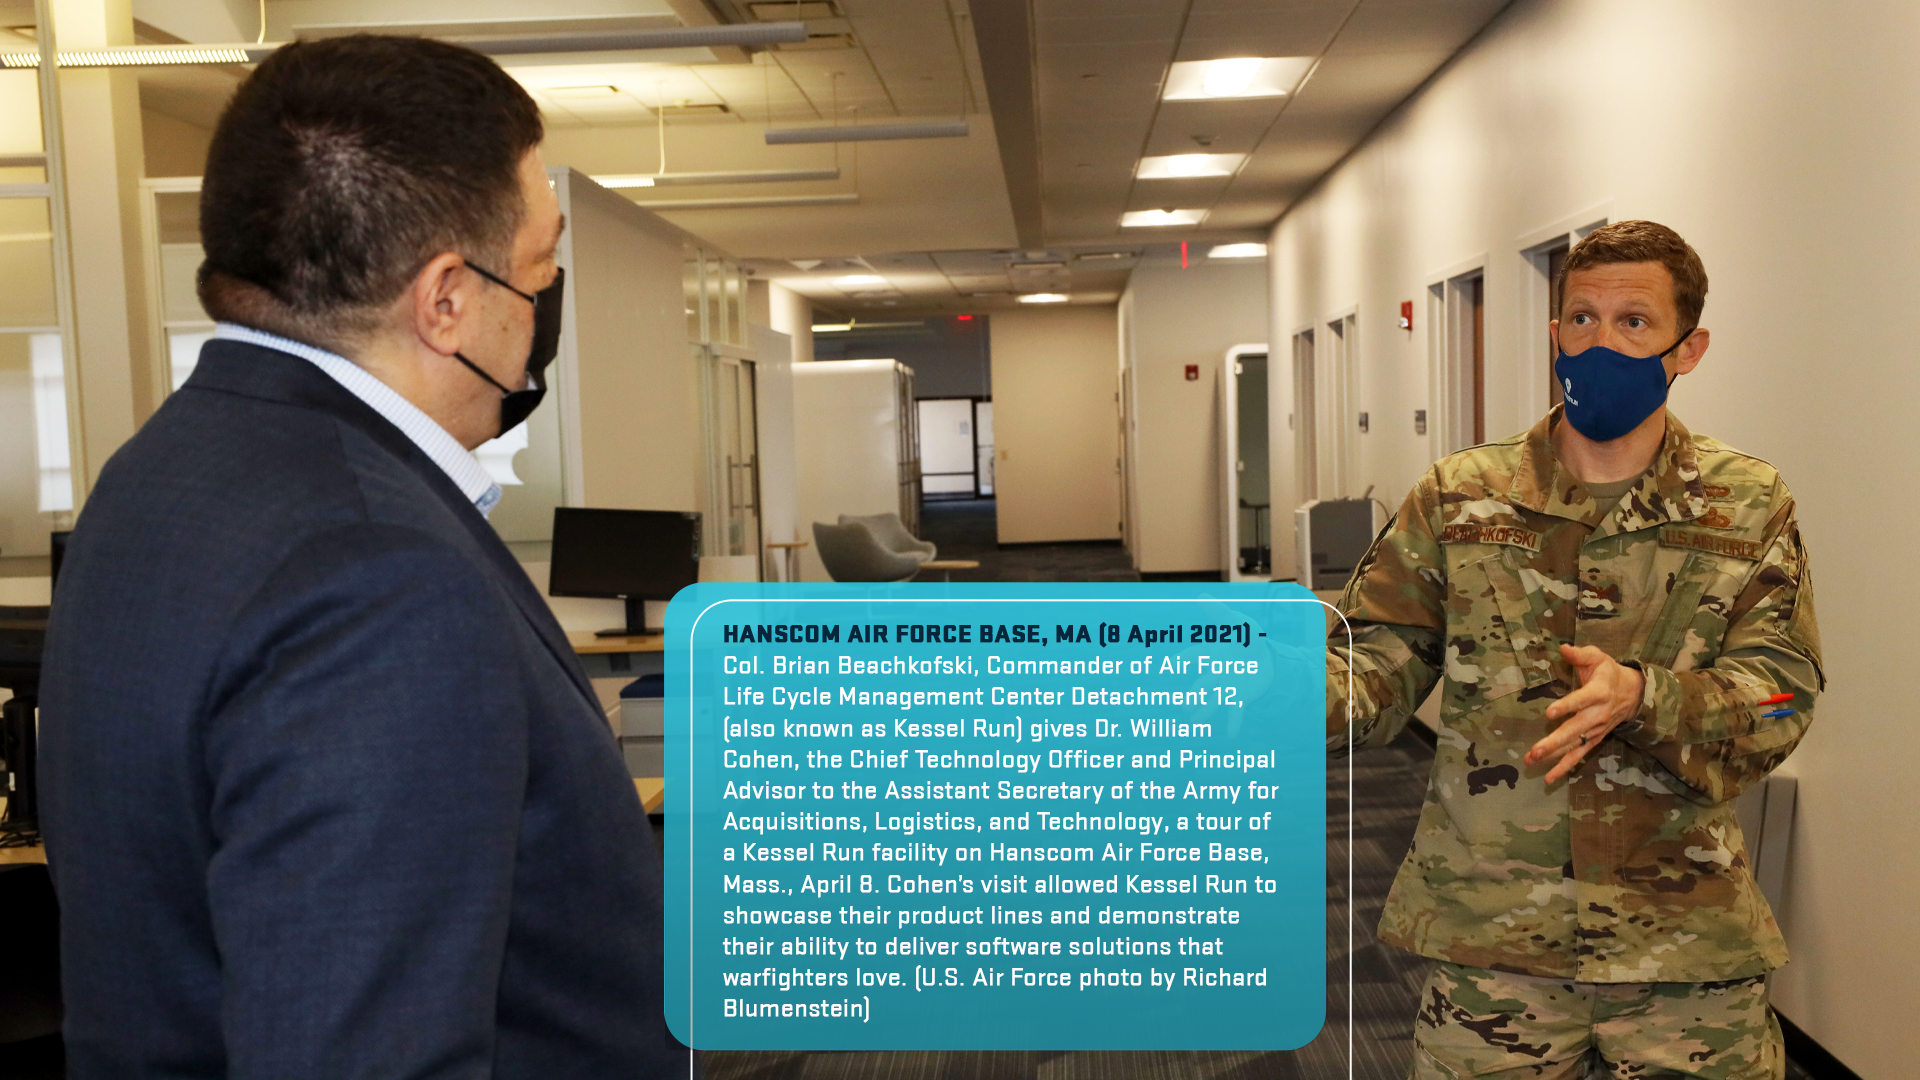 HANSCOM AIR FORCE BASE, MA (8 April 2021) -
Col. Brian Beachkofski, Commander of Air Force
Life Cycle Management Center Detachment 12,
(also known as Kessel Run) gives Dr. William
Cohen, the Chief Technology Officer and Principal
Advisor to the Assistant Secretary of the Army for
Acquisitions, Logistics, and Technology, a tour of
a Kessel Run facility on Hanscom Air Force Base,
Mass., April 8. Cohen's visit allowed Kessel Run to
showcase their product lines and demonstrate
their ability to deliver software solutions that
warfighters love. (U.S. Air Force photo by Richard
Blumenstein)
BEACHKOFSKI
U.S. AIR FORCE